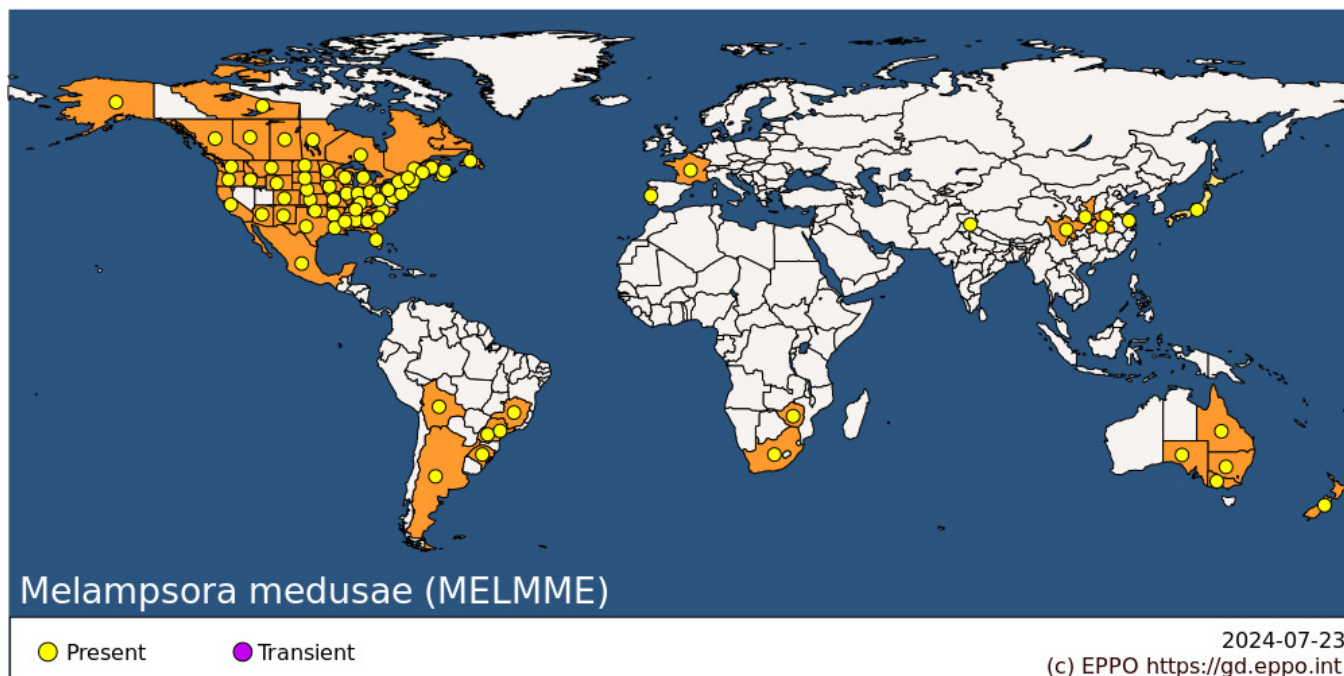 Melampsora medusae (MELMME)
Present
Transient
2024-07-23
(c) EPPO https://gd.eppo.int